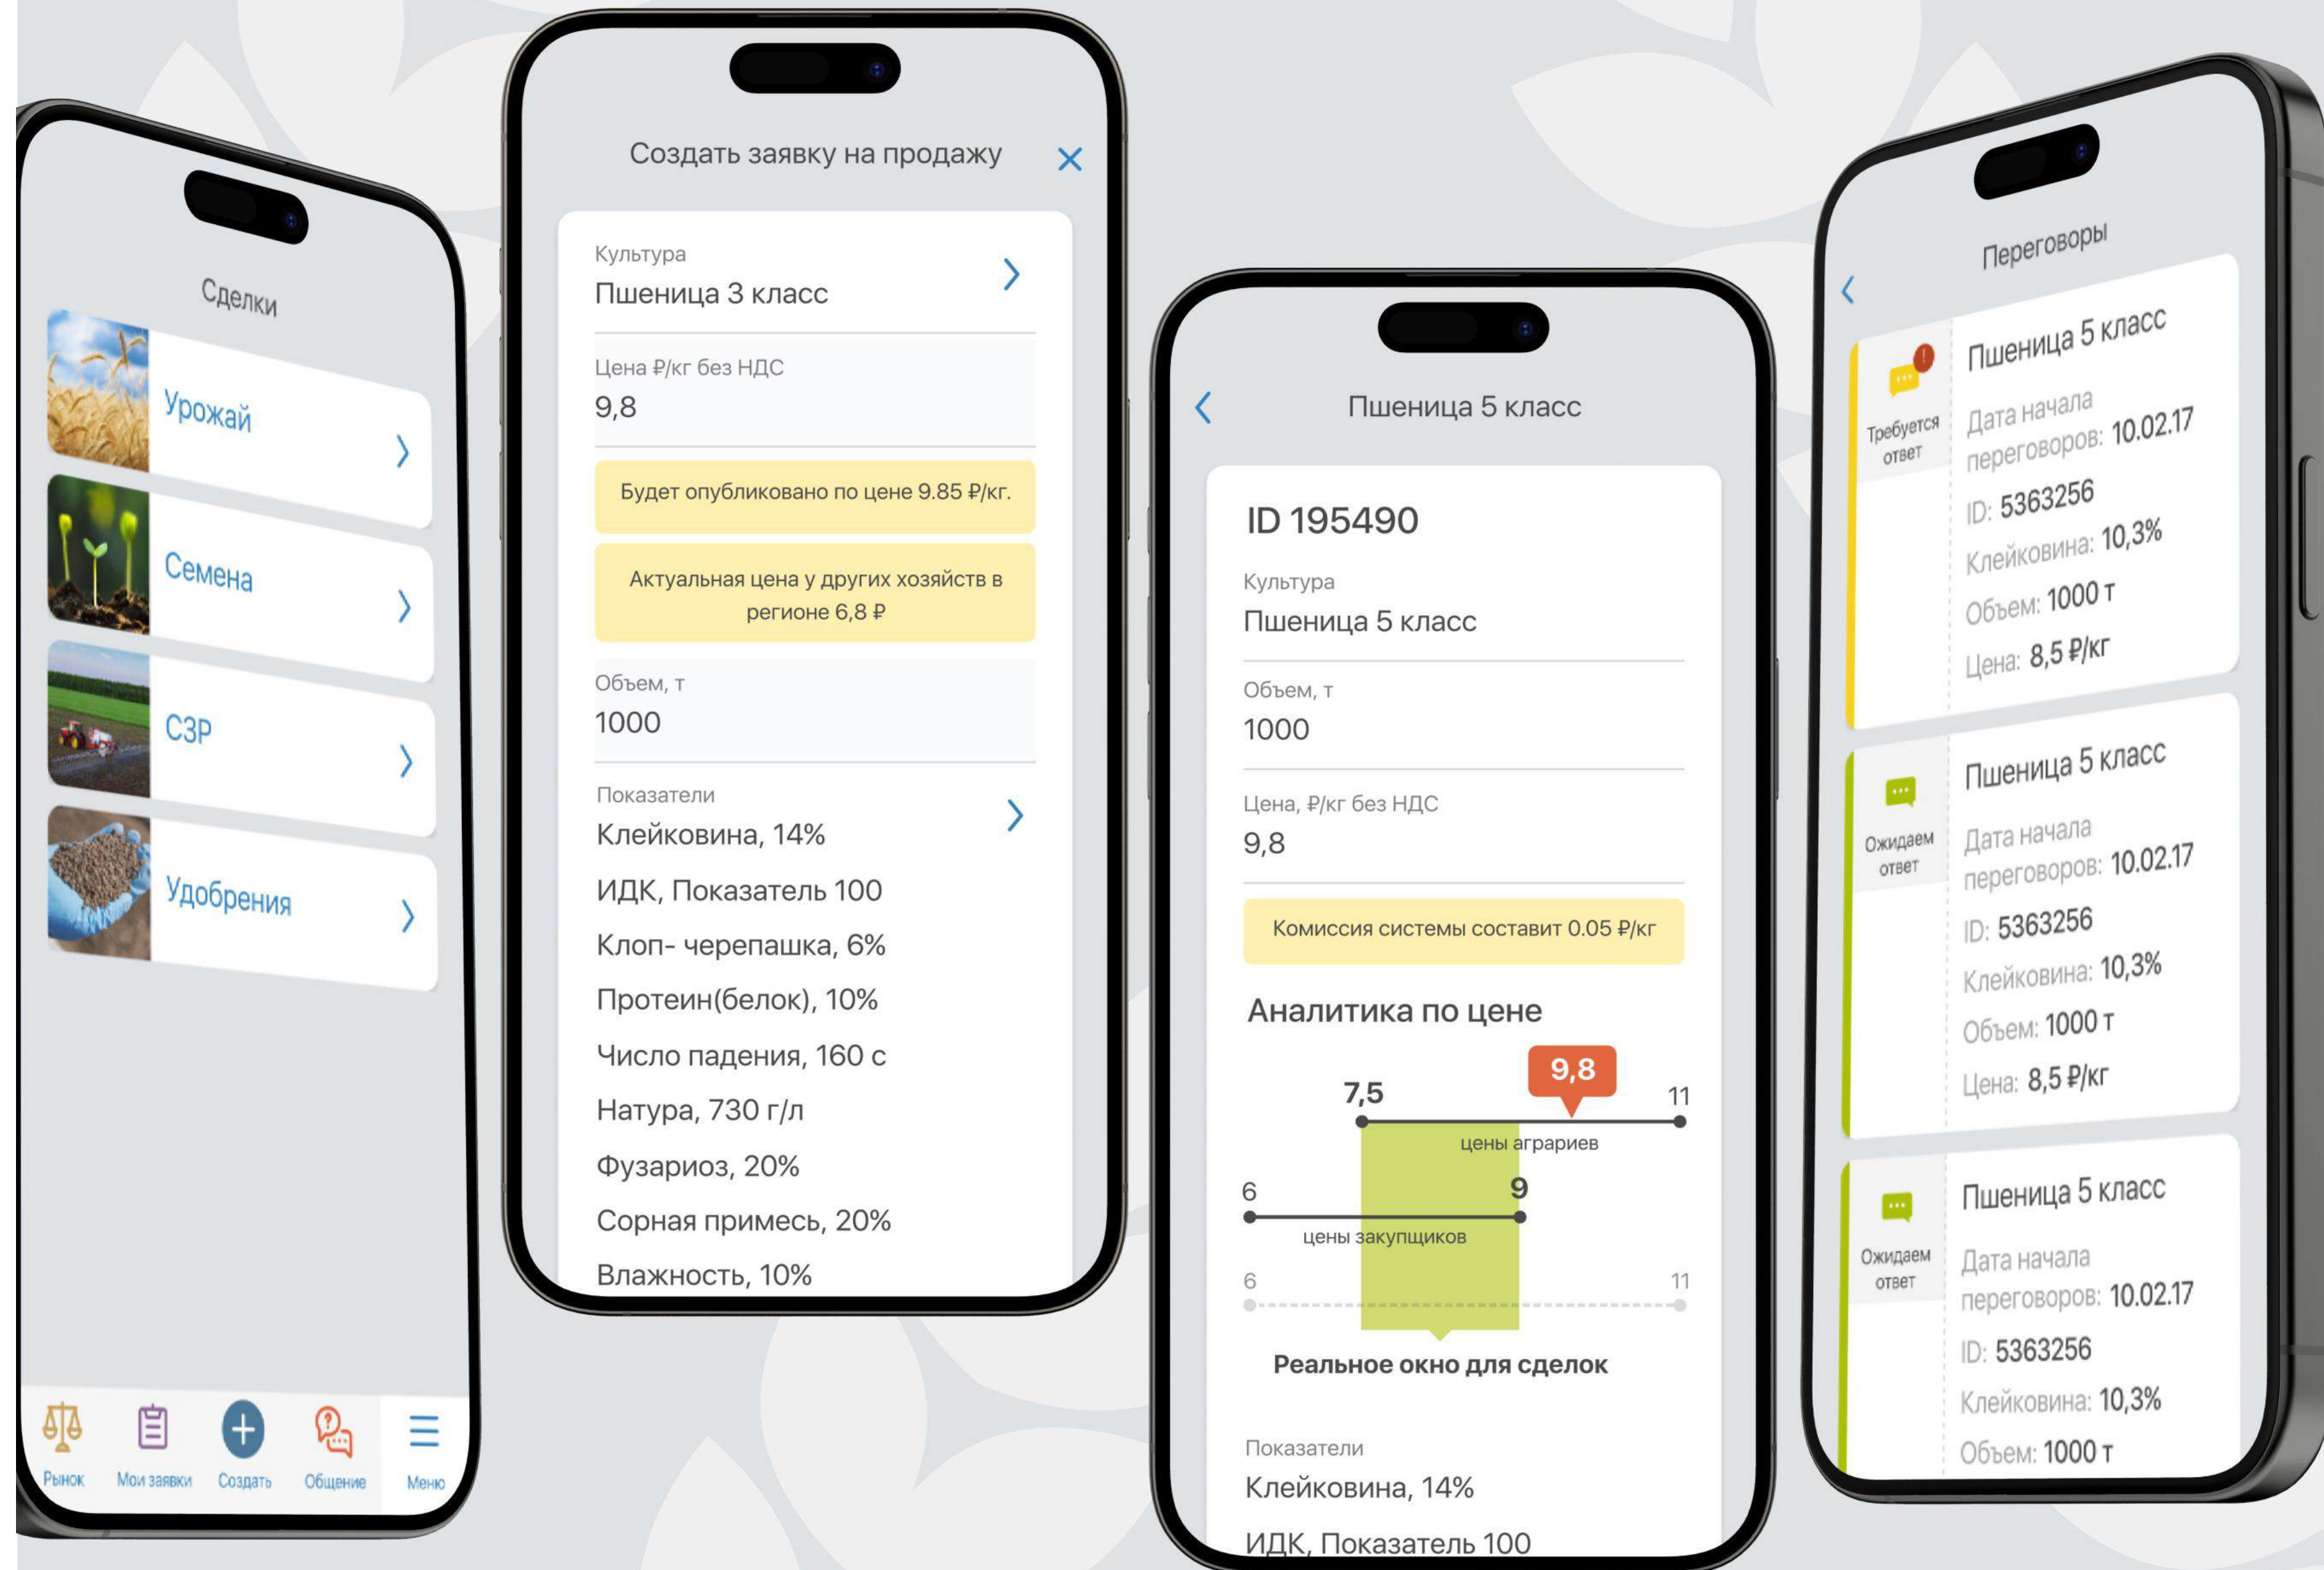 Сделки
Урожай
Семена
СЗР
Удобрения
Рынок
Мои заявки
Создать
Общение
Меню
Создать заявку на продажу
Культура
Пшеница 3 класс
Цена ₽/кг без НДС
9,8
Будет опубликовано по цене 9.85 ₽/кг.
Актуальная цена у других хозяйств в
регионе 6,8 ₽
Объем, т
1000
Показатели
Клейковина, 14%
ИДК, Показатель 100
Клоп- черепашка, 6%
Протеин(белок), 10%
Число падения, 160 с
Натура, 730 г/л
Фузариоз, 20%
Сорная примесь, 20%
Влажность, 10%
Пшеница 5 класс
ID 195490
Культура
Пшеница 5 класс
Объем, т
1000
Цена, ₽/кг без НДС
9,8
Комиссия системы составит 0.05 ₽/кг
Аналитика по цене
9,8
7,5 11
цены аграриев
6 9
цены закупщиков
6 11
Реальное окно для сделок
Показатели
Клейковина, 14%
ИДК, Показатель 100
Переговоры
!
Требуется
ответ
Пшеница 5 класс
Дата начала
переговоров: 10.02.17
ID: 5363256
Клейковина: 10,3%
Объем: 1000 т
Цена: 8,5 ₽/кг
Ожидаем
ответ
Пшеница 5 класс
Дата начала
переговоров: 10.02.17
ID: 5363256
Клейковина: 10,3%
Объем: 1000 т
Цена: 8,5 ₽/кг
Ожидаем
ответ
Пшеница 5 класс
Дата начала
переговоров: 10.02.17
ID: 5363256
Клейковина: 10,3%
Объем: 1000 т